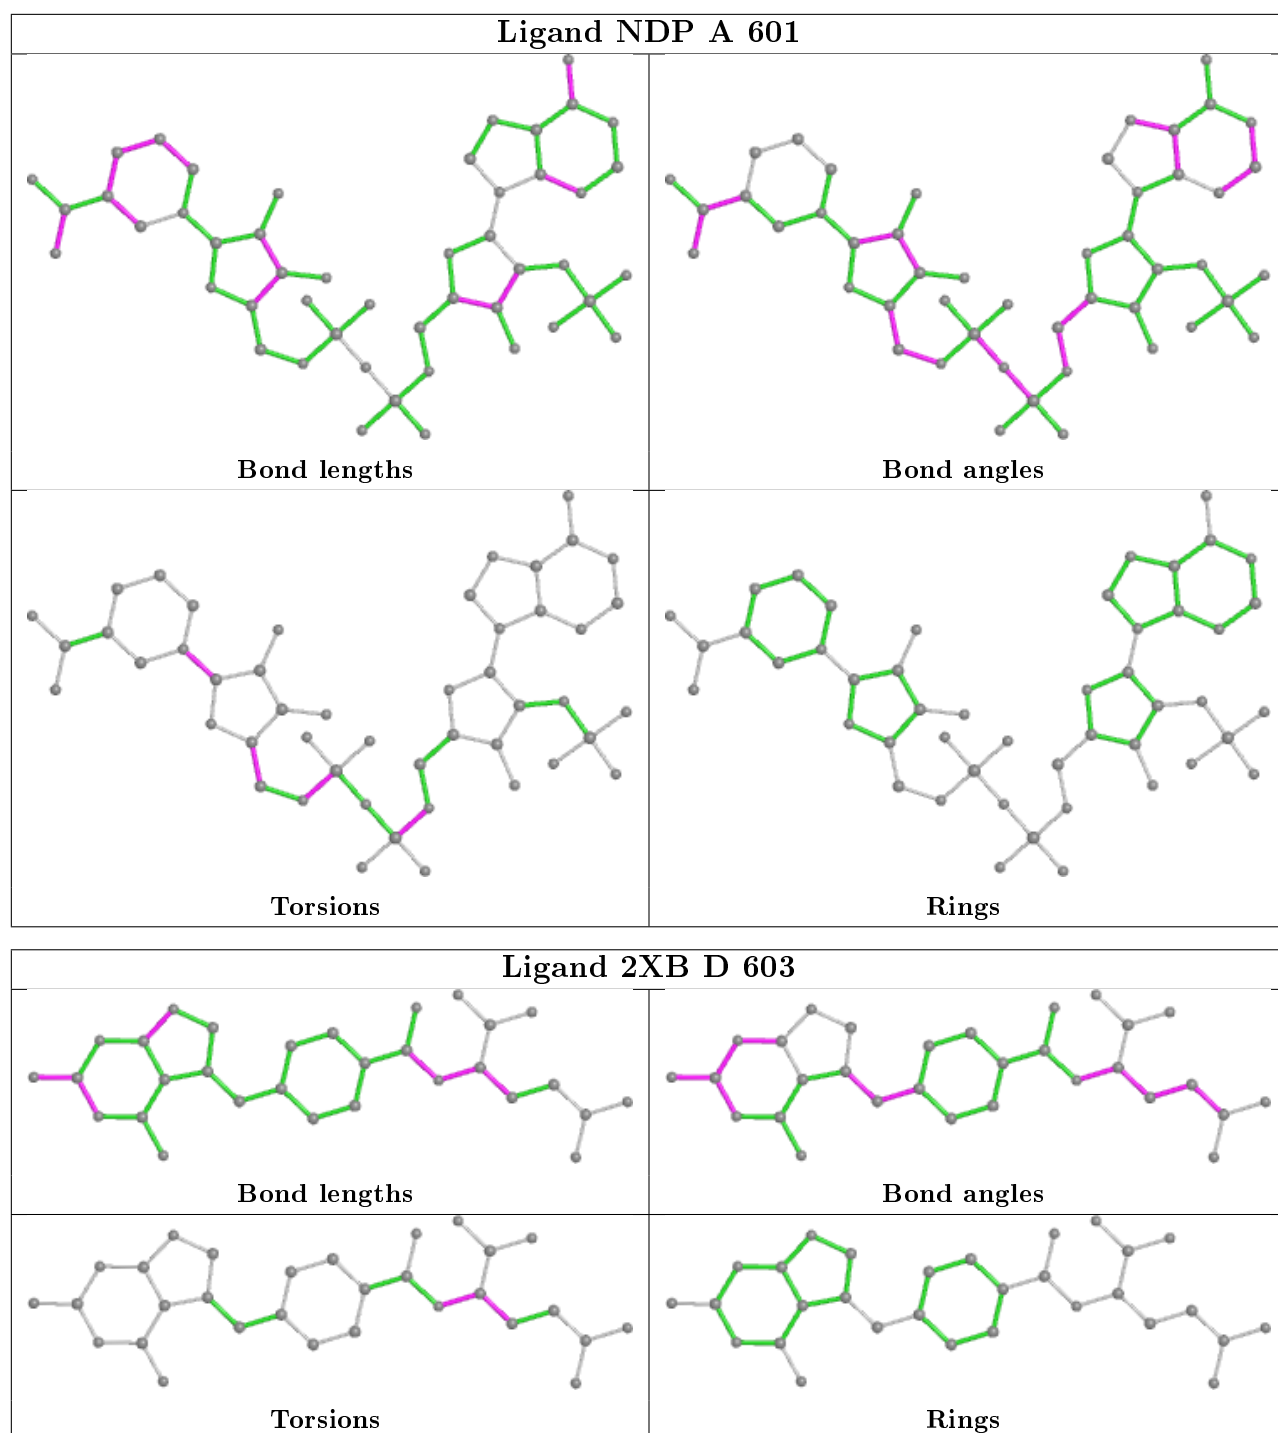 Ligand NDP A 601
Bond lengths
Bond angles
Torsions
Rings
Ligand 2XB D 603
Bond lengths
Bond angles
Torsions
Rings